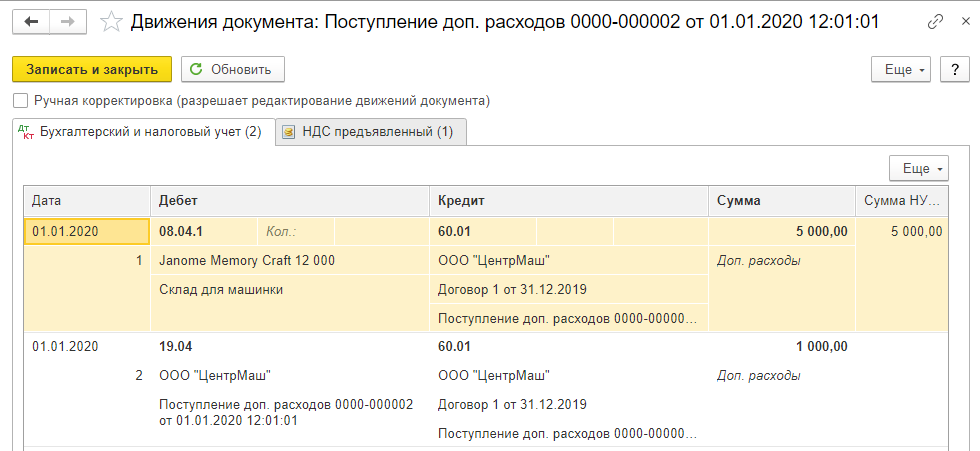 Движения документа: Поступление доп. расходов 0000-000002 от 01.01.2020 12:01:01
Записать и закрыть Обновить Еще ?
Ручная корректировка (разрешает редактирование движений документа)
Дт Кт Бухгалтерский и налоговый учет (2) НДС предъявленный (1)
Еще
Дата Дебет Кредит Сумма Сумма НУ...
01.01.2020 08.04.1 Кол.: 60.01 5 000,00 5 000,00
1 Janome Memory Craft 12 000 ООО "ЦентрМаш" Доп. расходы
Склад для машинки Договор 1 от 31.12.2019
Поступление доп. расходов 0000-00000...
01.01.2020 19.04 60.01 1 000,00
2 ООО "ЦентрМаш" ООО "ЦентрМаш" Доп. расходы
Поступление доп. расходов 0000-000002 Договор 1 от 31.12.2019
от 01.01.2020 12:01:01
Поступление доп. расходов 0000-00000...